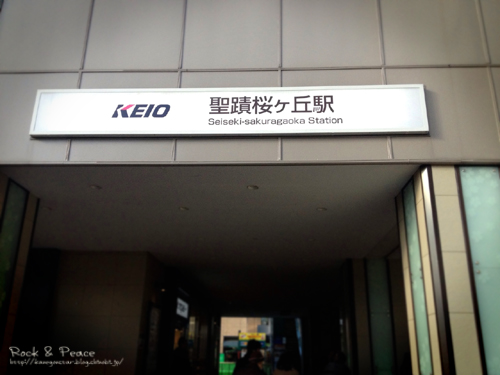 KEIO 聖蹟桜ヶ丘駅
Seiseki-sakuragaoka Station
Rock & Peace